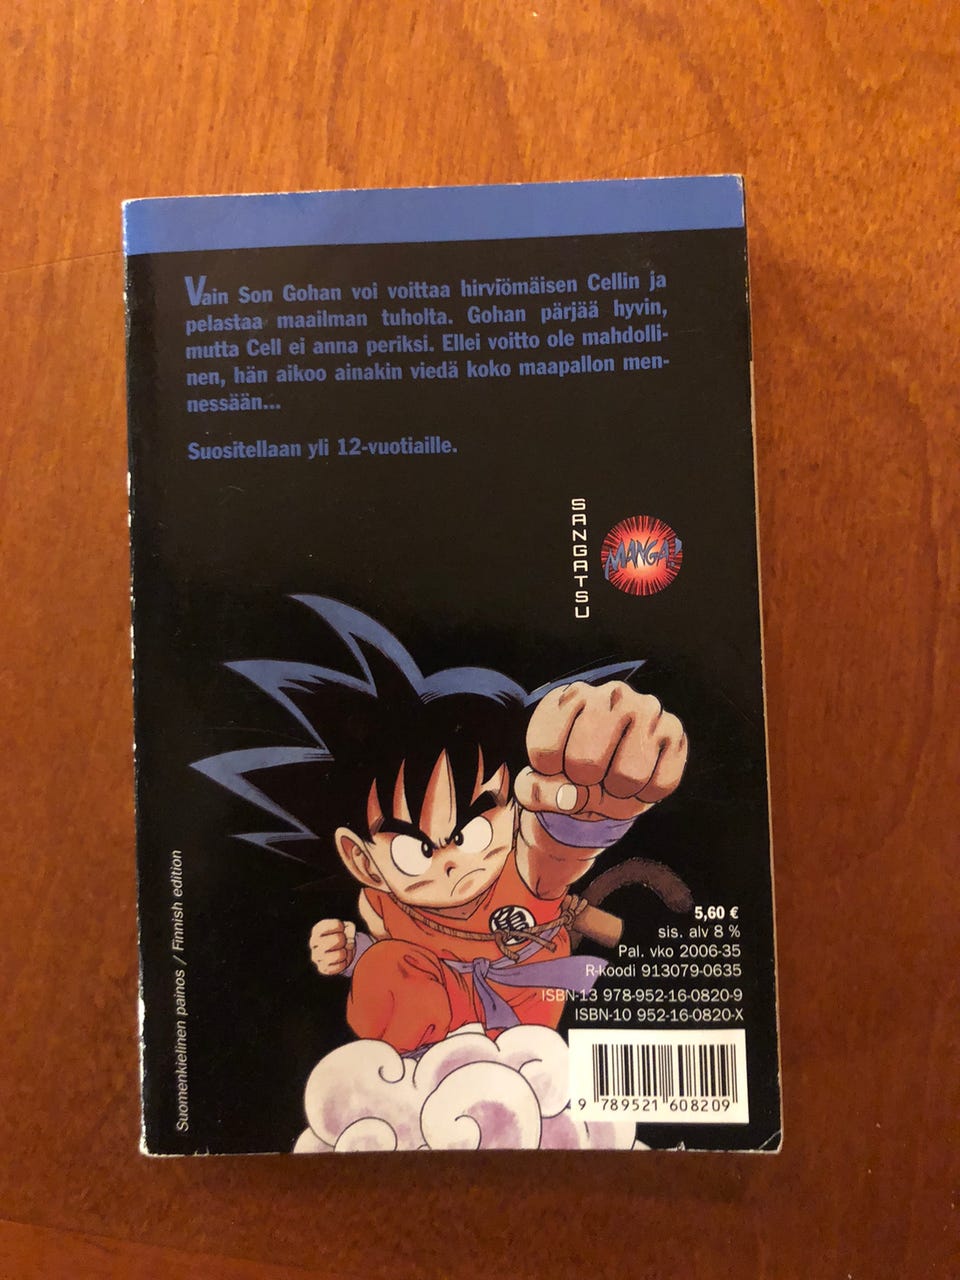 Vain Son Gohan voi voittaa hirviömäisen Cellin ja
pelastaa maailman tuholta. Gohan pärjää hyvin,
mutta Cell ei anna periksi. Ellei voitto ole mahdolli-
nen, hän aikoo ainakin viedä koko maapallon men-
nessään...
Suositellaan yli 12-vuotiaille.
SANGATSU
MANGA!
Suomenkielinen painos / Finnish edition
5,60 €
sis. alv 8 %
Pal. vko 2006-35
R-koodi 913079-0635
ISBN-13 978-952-16-0820-9
ISBN-10 952-16-0820-X
9 789521 608209